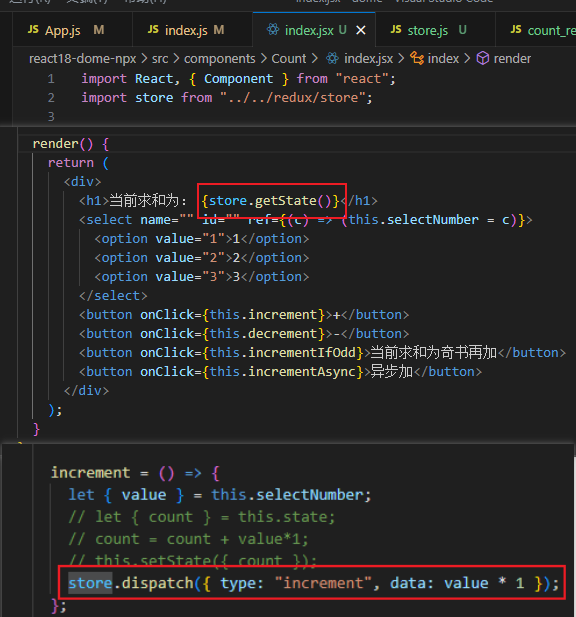 App.js M index.js M index.jsx U store.js U count_re
react18-dome-npx > src > components > Count > index.jsx > index > render
1 import React, { Component } from "react";
2 import store from "../../redux/store";
3
render() {
return (
<div>
<h1>当前求和为: {store.getState()}</h1>
<select name="" id="" ref={(c) => (this.selectNumber = c)}>
<option value="1">1</option>
<option value="2">2</option>
<option value="3">3</option>
</select>
<button onClick={this.increment}>+</button>
<button onClick={this.decrement}>-</button>
<button onClick={this.incrementIfOdd}>当前求和为奇书再加</button>
<button onClick={this.incrementAsync}>异步加</button>
</div>
);
}
increment = () => {
let { value } = this.selectNumber;
// let { count } = this.state;
// count = count + value*1;
// this.setState({ count });
store.dispatch({ type: "increment", data: value * 1 });
};